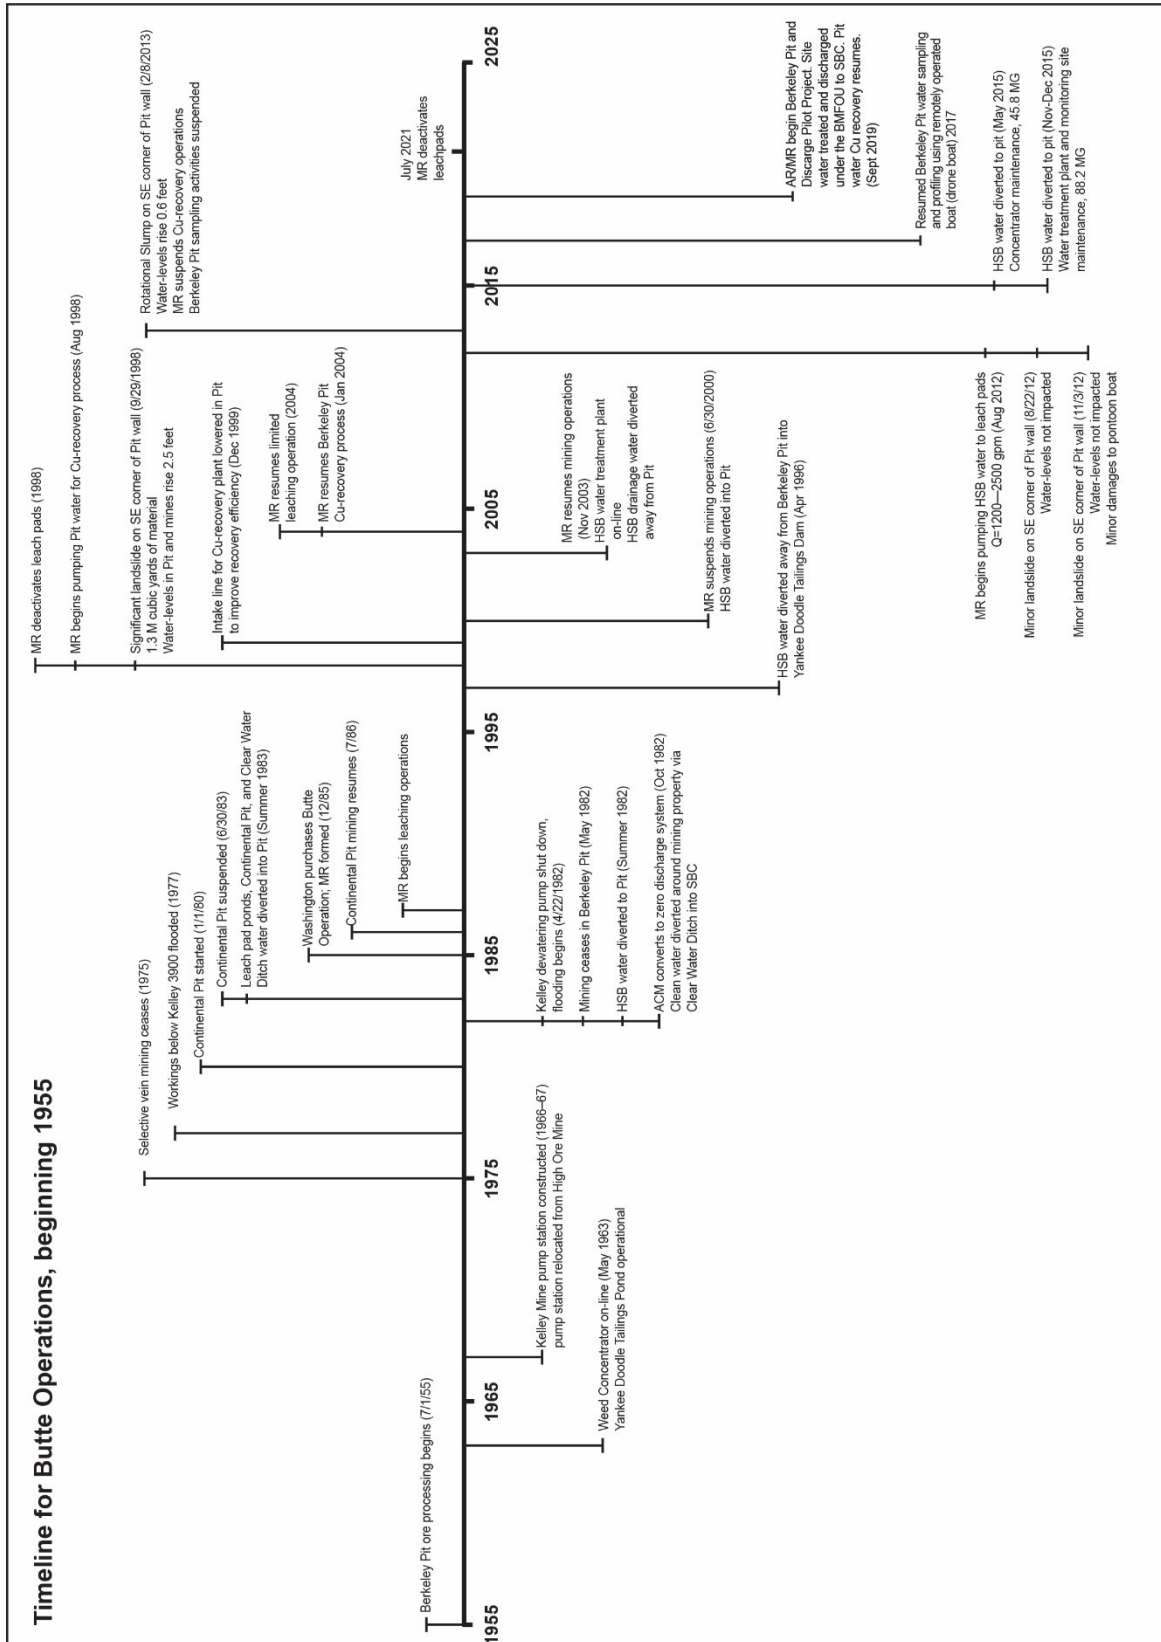 Timeline for Butte Operations, beginning 1955
Berkeley Pit ore processing begins (7/1/55)
Selective vein mining ceases (1975)
Workings below Kelley 3900 flooded (1977)
Continental Pit started (1/1/80)
Continental Pit suspended (6/30/83)
Leach pad ponds, Continental Pit, and Clear Water
Ditch water diverted into Pit (Summer 1983)
Washington purchases Butte
Operation; MR formed (12/85)
Continental Pit mining resumes (7/86)
MR begins leaching operations
MR deactivates leach pads (1998)
MR begins pumping Pit water for Cu-recovery process (Aug 1998)
Significant landslide on SE corner of Pit wall (9/29/1998)
1.3 M cubic yards of material
Water-levels in Pit and mines rise 2.5 feet
Intake line for Cu-recovery plant lowered in Pit
to improve recovery efficiency (Dec 1999)
MR resumes limited
leaching operation (2004)
MR resumes Berkeley Pit
Cu-recovery process (Jan 2004)
Rotational Slump on SE corner of Pit wall (2/8/2013)
Water-levels rise 0.6 feet
MR suspends Cu-recovery operations
Berkeley Pit sampling activities suspended
July 2021
MR deactivates
leachpads
1955
1965
1975
1985
1995
2005
2015
2025
Weed Concentrator on-line (May 1963)
Yankee Doodle Tailings Pond operational
Kelley Mine pump station constructed (1966–67)
pump station relocated from High Ore Mine
Kelley dewatering pump shut down,
flooding begins (4/22/1982)
Mining ceases in Berkeley Pit (May 1982)
HSB water diverted to Pit (Summer 1982)
ACM converts to zero discharge system (Oct 1982)
Clean water diverted around mining property via
Clear Water Ditch into SBC
HSB water diverted away from Berkeley Pit into
Yankee Doodle Tailings Dam (Apr 1996)
MR suspends mining operations (6/30/2000)
HSB water diverted into Pit
MR resumes mining operations
(Nov 2003)
HSB water treatment plant
on-line
HSB drainage water diverted
away from Pit
MR begins pumping HSB water to leach pads
Q=1200—2500 gpm (Aug 2012)
Minor landslide on SE corner of Pit wall (8/22/12)
Water-levels not impacted
Minor landslide on SE corner of Pit wall (11/3/12)
Water-levels not impacted
Minor damages to pontoon boat
HSB water diverted to pit (May 2015)
Concentrator maintenance, 45.8 MG
HSB water diverted to pit (Nov-Dec 2015)
Water treatment plant and monitoring site
maintenance, 88.2 MG
Resumed Berkeley Pit water sampling
and profiling using remotely operated
boat (drone boat) 2017
AR/MR begin Berkeley Pit and
Discarge Pilot Project. Site
water treated and discharged
under the BMFOU to SBC. Pit
water Cu recovery resumes.
(Sept 2019)